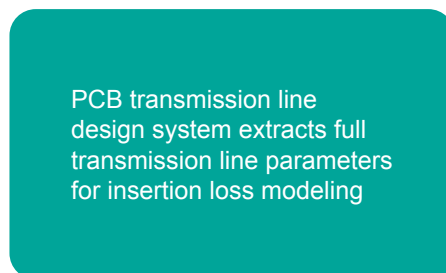 PCB transmission line
design system extracts full
transmission line parameters
for insertion loss modeling